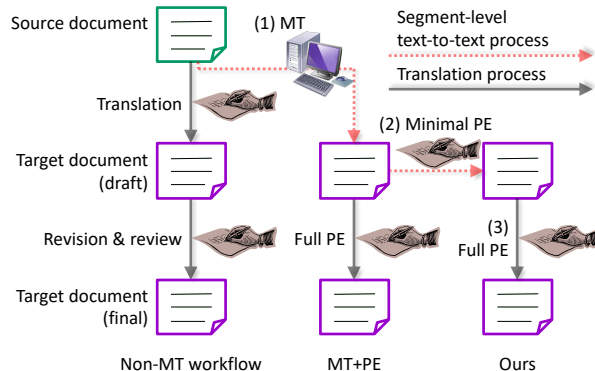 Source document
(1) MT
Segment-level
text-to-text process
Translation process
Translation
(2) Minimal PE
Target document
(draft)
Revision & review
Full PE
(3)
Full PE
Target document
(final)
Non-MT workflow
MT+PE
Ours